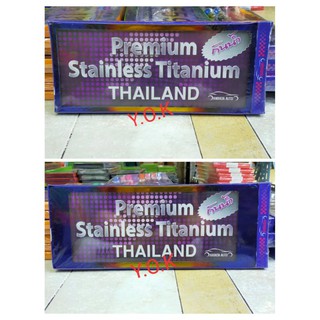 Premium
Stainless Titanium
THAILAND
Y.O.K
Premium
Stainless Titanium
THAILAND
Y.O.K